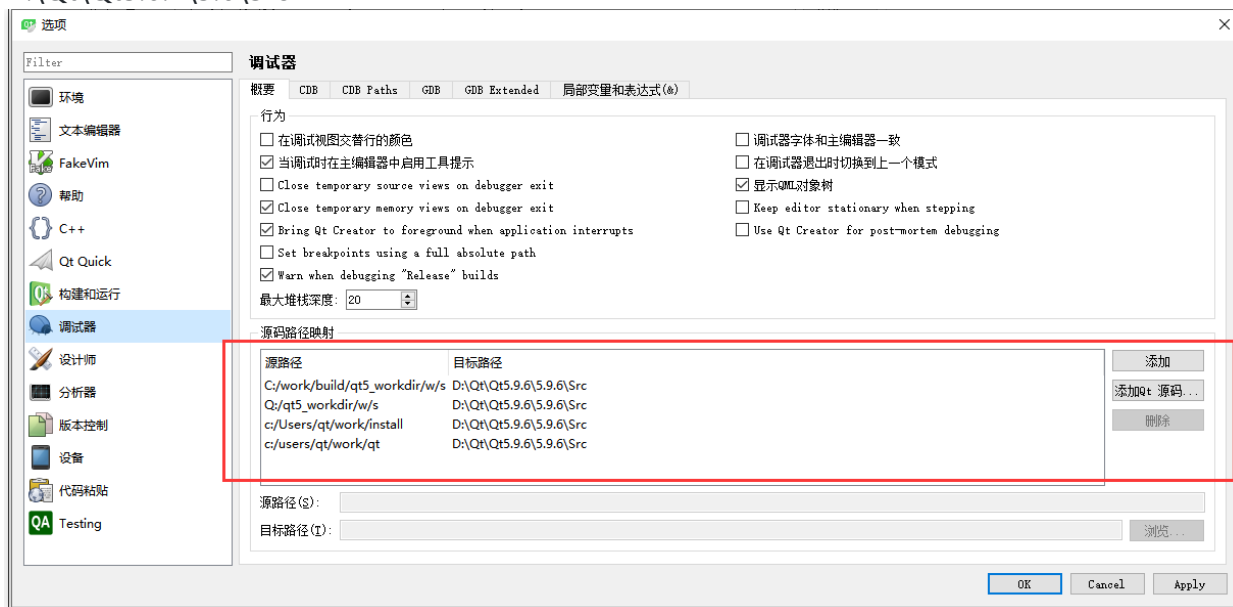 选项
Filter
环境
文本编辑器
FakeVim
帮助
C++
Qt Quick
构建和运行
调试器
设计师
分析器
版本控制
设备
代码粘贴
QA Testing
调试器
概要 CDB CDB Paths GDB GDB Extended 局部变量和表达式(&)
行为
在调试视图交替行的颜色
当调试时在主编辑器中启用工具提示
Close temporary source views on debugger exit
Close temporary memory views on debugger exit
Bring Qt Creator to foreground when application interrupts
Set breakpoints using a full absolute path
Warn when debugging "Release" builds
最大堆栈深度: 20
调试器字体和主编辑器一致
在调试器退出时切换到上一个模式
显示QML对象树
Keep editor stationary when stepping
Use Qt Creator for post-mortem debugging
源码路径映射
源路径 目标路径
C:/work/build/qt5_workdir/w/s D:\Qt\Qt5.9.6\5.9.6\Src
Q:/qt5_workdir/w/s D:\Qt\Qt5.9.6\5.9.6\Src
c:/Users/qt/work/install D:\Qt\Qt5.9.6\5.9.6\Src
c:/users/qt/work/qt D:\Qt\Qt5.9.6\5.9.6\Src
添加
添加Qt 源码...
删除
源路径(S):
目标路径(T):
浏览...
OK Cancel Apply